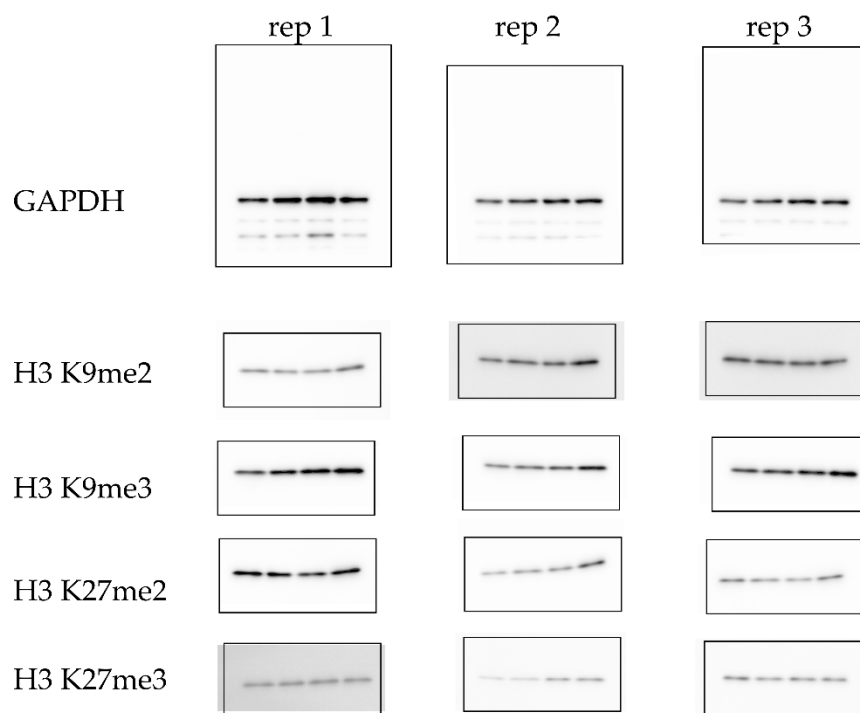 rep 1 rep 2 rep 3
GAPDH
H3 K9me2
H3 K9me3
H3 K27me2
H3 K27me3